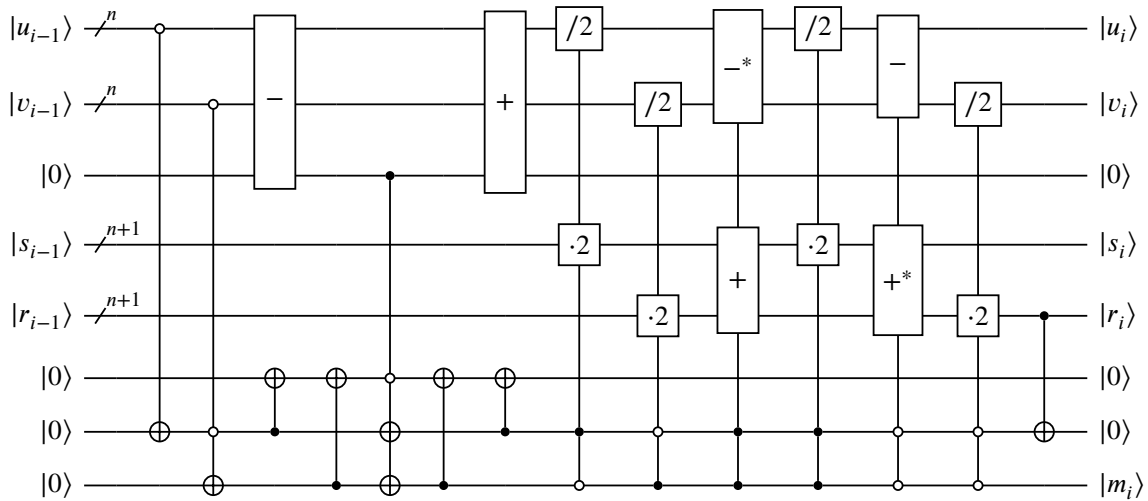 |u_{i−1}⟩ n /2 −* /2 − |u_i⟩
|v_{i−1}⟩ n − + /2 /2 |v_i⟩
|0⟩ |0⟩
|s_{i−1}⟩ n+1 ·2 + ·2 +* |s_i⟩
|r_{i−1}⟩ n+1 ·2 ·2 |r_i⟩
|0⟩ |0⟩
|0⟩ |0⟩
|0⟩ |m_i⟩